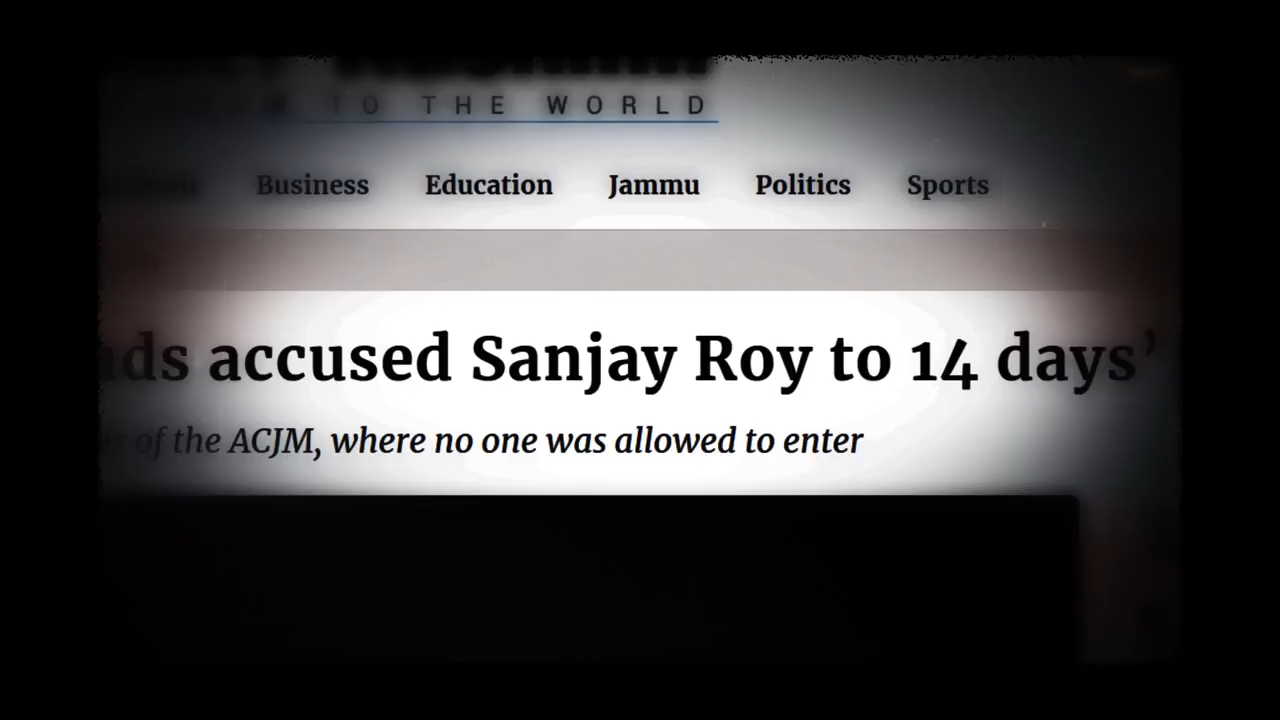 TO THE WORLD
Business Education Jammu Politics Sports
accused Sanjay Roy to 14 days’
of the ACJM, where no one was allowed to enter